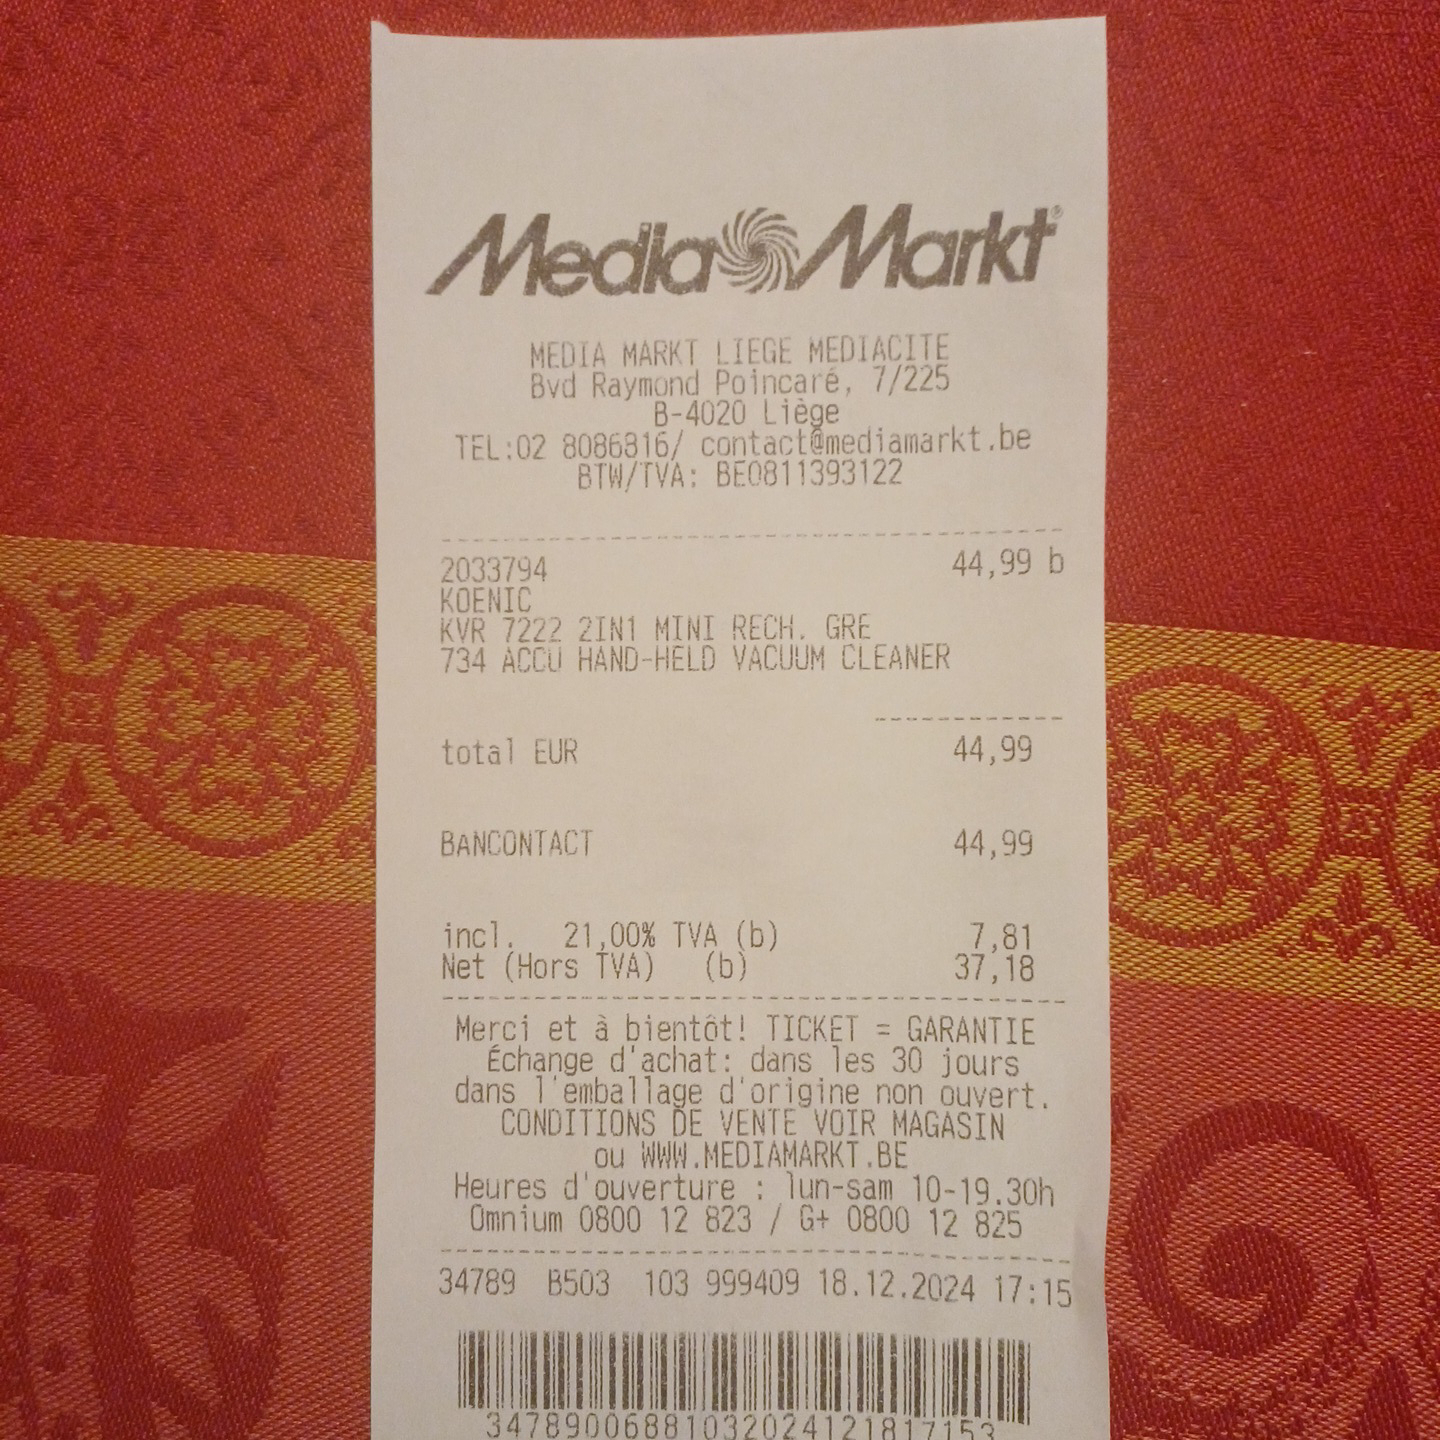 Media Markt®
MEDIA MARKT LIEGE MEDIACITE
Bvd Raymond Poincaré, 7/225
B-4020 Liège
TEL:02 8086816/ contact@mediamarkt.be
BTW/TVA: BE0811393122
2033794 44,99 b
KOENIC
KVR 7222 2IN1 MINI RECH. GRE
734 ACCU HAND-HELD VACUUM CLEANER
total EUR 44,99
BANCONTACT 44,99
incl. 21,00% TVA (b) 7,81
Net (Hors TVA) (b) 37,18
Merci et à bientôt! TICKET = GARANTIE
Échange d'achat: dans les 30 jours
dans l'emballage d'origine non ouvert.
CONDITIONS DE VENTE VOIR MAGASIN
ou WWW.MEDIAMARKT.BE
Heures d'ouverture : lun-sam 10-19.30h
Omnium 0800 12 823 / G+ 0800 12 825
34789 B503 103 999409 18.12.2024 17:15
34789006881032024121817153